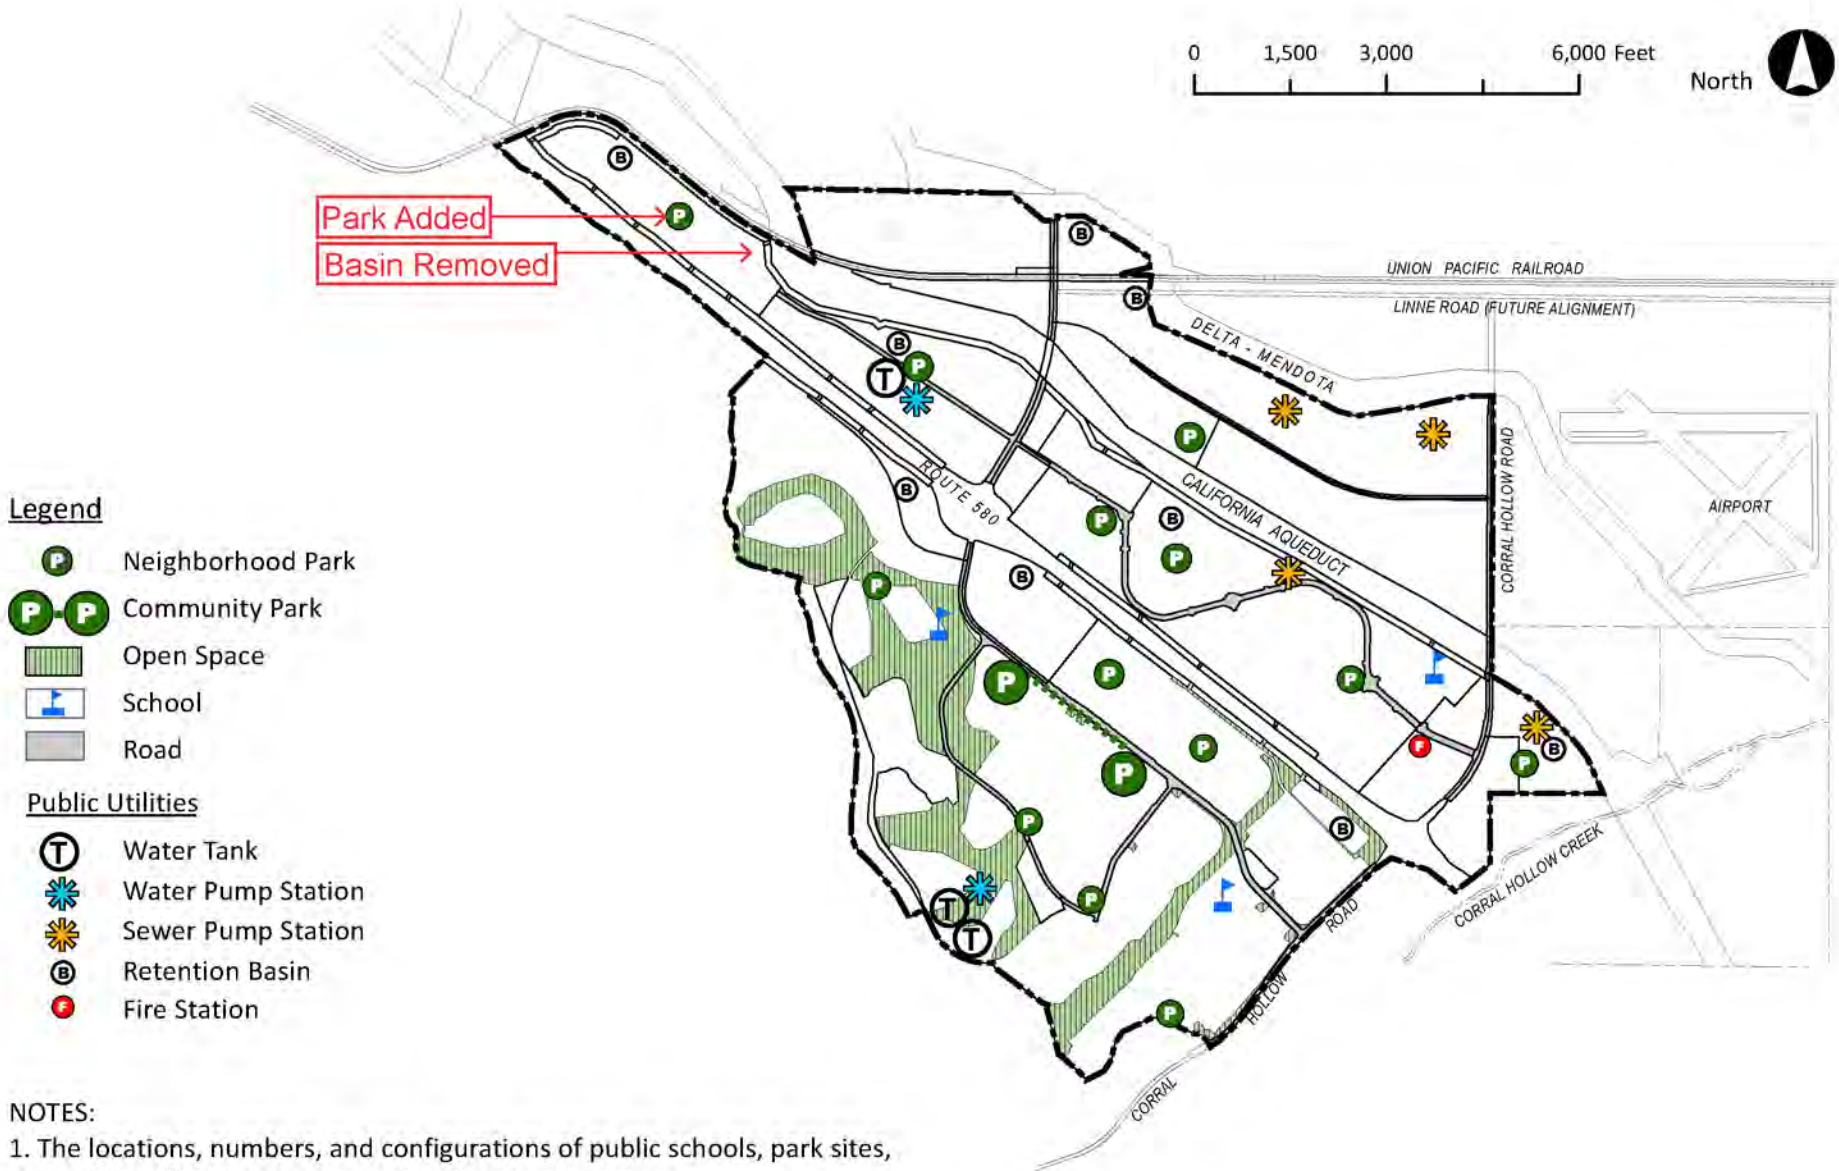 0 1,500 3,000 6,000 Feet
North
B
Park Added
P
Basin Removed
B
UNION PACIFIC RAILROAD
B
LINNE ROAD (FUTURE ALIGNMENT)
DELTA - MENDOTA
B
P
T
P
CORRAL HOLLOW ROAD
ROUTE 580
CALIFORNIA AQUEDUCT
B
P
B
AIRPORT
P
B
P
P
P
P
P
F
B
P
P
P
B
P
T
T
P
CORRAL HOLLOW CREEK
CORRAL HOLLOW ROAD
Legend
P Neighborhood Park
P - P Community Park
Open Space
School
Road
Public Utilities
T Water Tank
Water Pump Station
Sewer Pump Station
B Retention Basin
F Fire Station
NOTES:
1. The locations, numbers, and configurations of public schools, park sites,